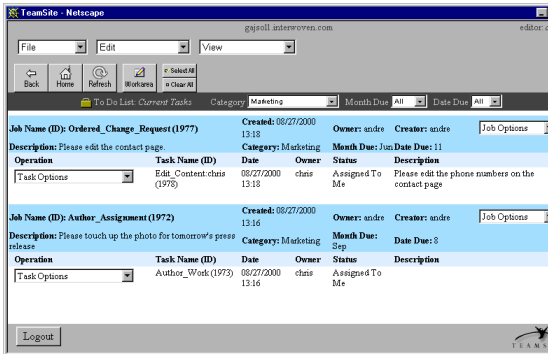 TeamSite - Netscape
gajsoll.interwoven.com editor:
File Edit View
Back Home Refresh Workarea Select All Clear All
To Do List: Current Tasks Category Marketing Month Due All Date Due All
Job Name (ID): Ordered_Change_Request (1977) Created: 08/27/2000 13:18 Owner: andre Creator: andre Job Options
Description: Please edit the contact page. Category: Marketing Month Due: Jun Date Due: 11
Operation Task Name (ID) Date Owner Status Description
Task Options Edit_Content:chris (1978) 08/27/2000 13:18 chris Assigned To Me Please edit the phone numbers on the contact page
Job Name (ID): Author_Assignment (1972) Created: 08/27/2000 13:16 Owner: andre Creator: andre Job Options
Description: Please touch up the photo for tomorrow's press release Category: Marketing Month Due: Sep Date Due: 8
Operation Task Name (ID) Date Owner Status Description
Task Options Author_Work (1973) 08/27/2000 13:16 chris Assigned To Me
Logout
TEAMS